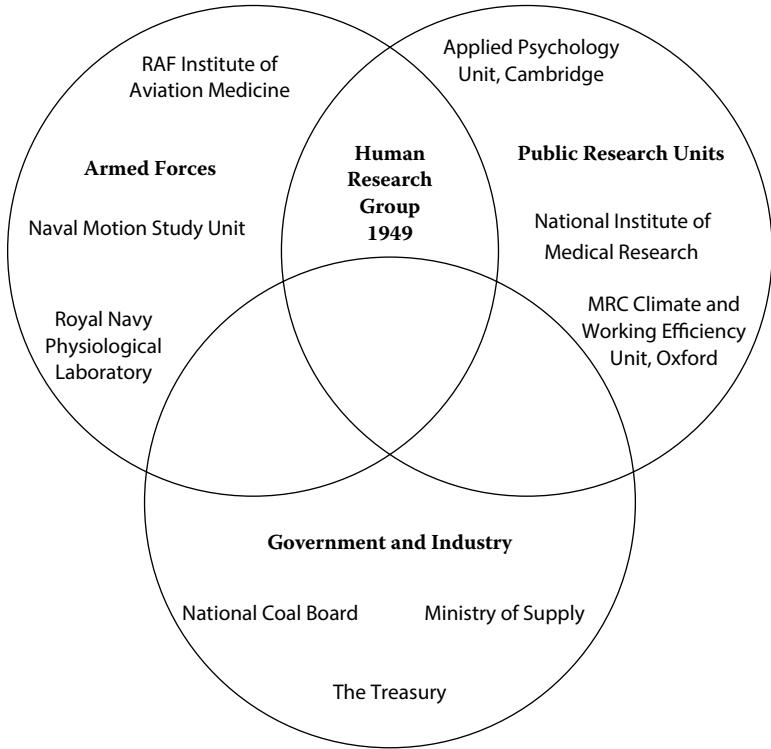 RAF Institute of
Aviation Medicine
Armed Forces
Naval Motion Study Unit
Royal Navy
Physiological
Laboratory
Human
Research
Group
1949
Applied Psychology
Unit, Cambridge
Public Research Units
National Institute of
Medical Research
MRC Climate and
Working Efficiency
Unit, Oxford
Government and Industry
National Coal Board
Ministry of Supply
The Treasury